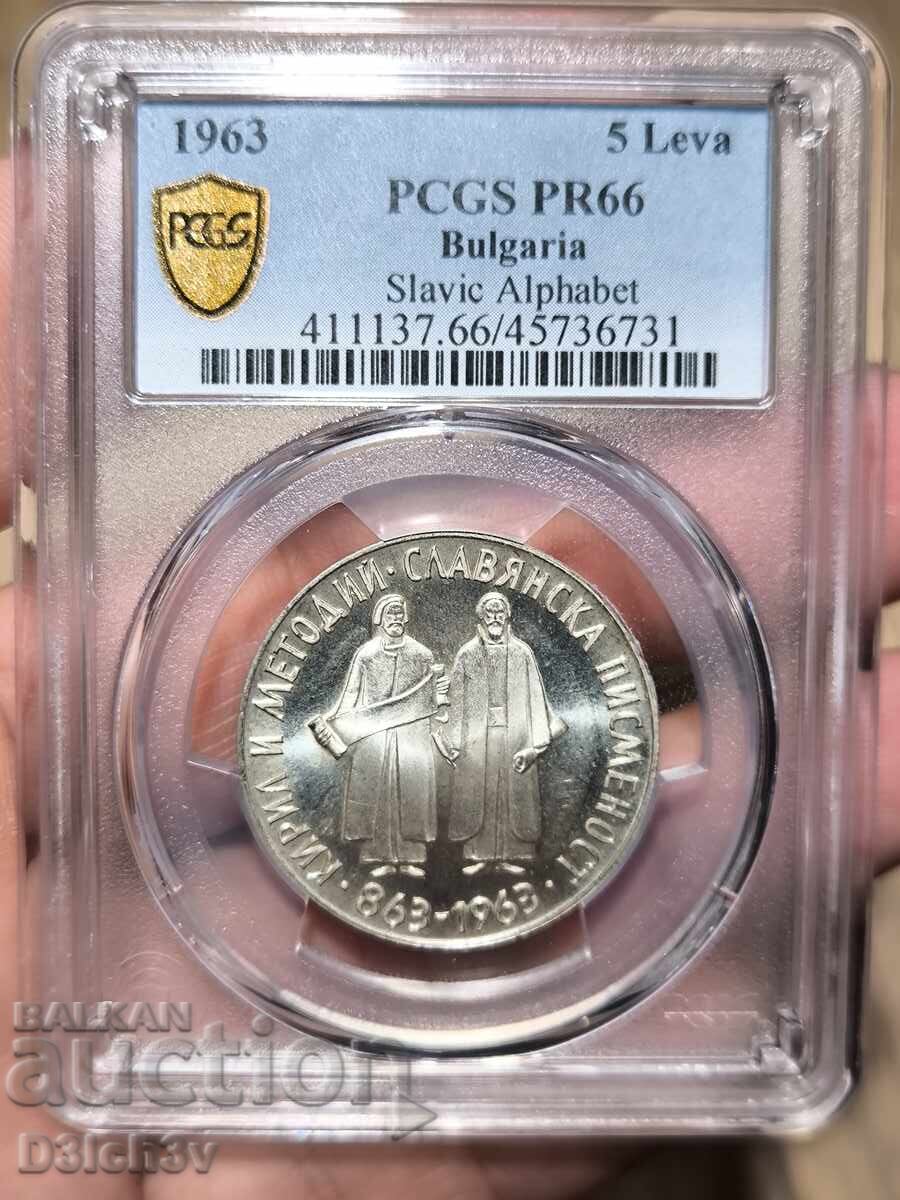 1963 5 Leva
PCGS PR66
Bulgaria
Slavic Alphabet
411137.66/45736731
PCGS
КИРИЛ И МЕТОДИЙ · СЛАВЯНСКА ПИСМЕНОСТ ·
863-1963 ·
BALKAN
auction
D3lch3v